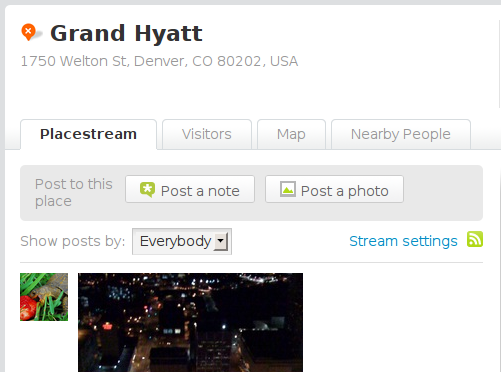 Grand Hyatt
1750 Welton St, Denver, CO 80202, USA
Placestream Visitors Map Nearby People
Post to this
place
Post a note Post a photo
Show posts by: Everybody Stream settings